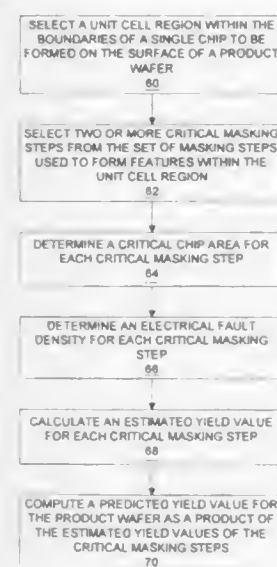 SELECT A UNIT CELL REGION WITHIN THE
BOUNDARIES OF A SINGLE CHIP TO BE
FORMED ON THE SURFACE OF A PRODUCT
WAFER
60
SELECT TWO OR MORE CRITICAL MASKING
STEPS FROM THE SET OF MASKING STEPS
USED TO FORM FEATURES WITHIN THE
UNIT CELL REGION
62
DETERMINE A CRITICAL CHIP AREA FOR
EACH CRITICAL MASKING STEP
64
DETERMINE AN ELECTRICAL FAULT
DENSITY FOR EACH CRITICAL MASKING
STEP
66
CALCULATE AN ESTIMATED YIELD VALUE
FOR EACH CRITICAL MASKING STEP
68
COMPUTE A PREDICTED YIELD VALUE FOR
THE PRODUCT WAFER AS A PRODUCT OF
THE ESTIMATED YIELD VALUES OF THE
CRITICAL MASKING STEPS
70